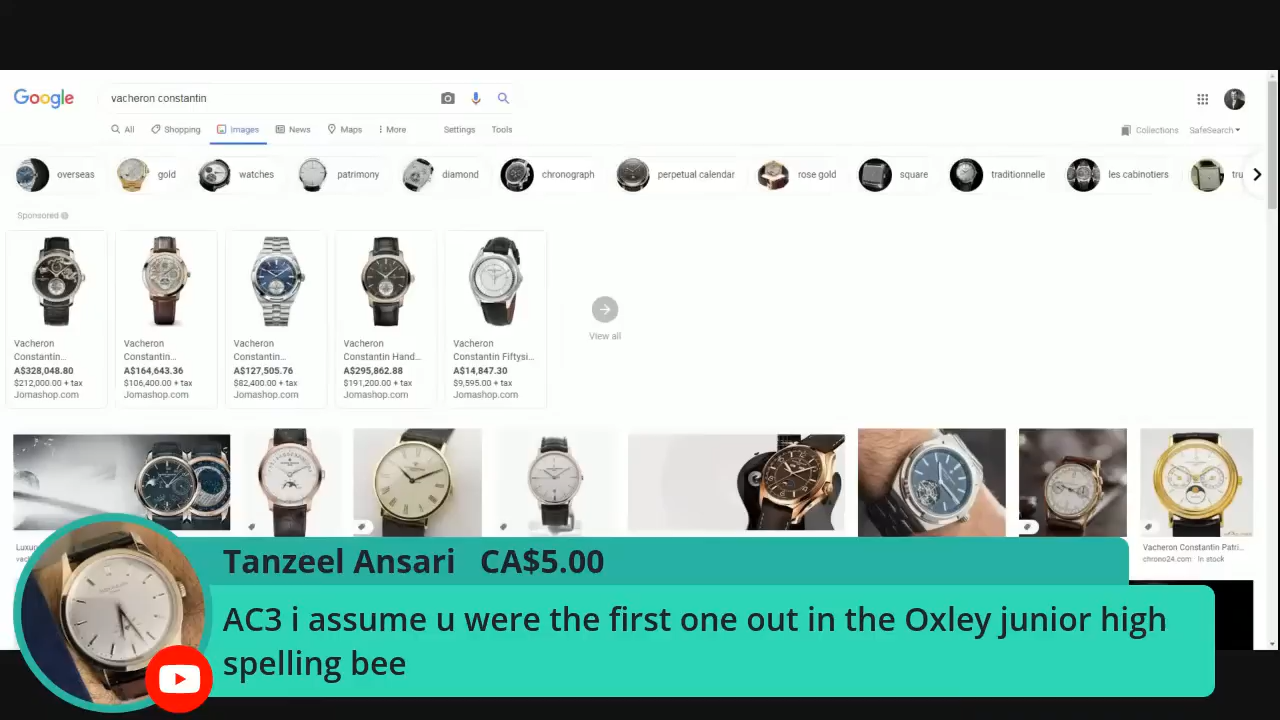 Google
vacheron constantin
All Shopping Images News Maps More Settings Tools
Collections SafeSearch
overseas gold watches patrimony diamond chronograph perpetual calendar rose gold square traditionnelle les cabinotiers tru
Sponsored
Vacheron Constantin...
A$328,048.80
$212,000.00 + tax
Jomashop.com
Vacheron Constantin...
A$164,643.36
$106,400.00 + tax
Jomashop.com
Vacheron Constantin...
A$127,505.76
$82,400.00 + tax
Jomashop.com
Vacheron
Constantin Hand...
A$295,862.88
$191,200.00 + tax
Jomashop.com
Vacheron
Constantin Fiftysi...
A$14,847.30
$9,595.00 + tax
Jomashop.com
View all
Vacheron Constantin Patri...
chrono24.com · In stock
Tanzeel Ansari CA$5.00
AC3 i assume u were the first one out in the Oxley junior high
spelling bee